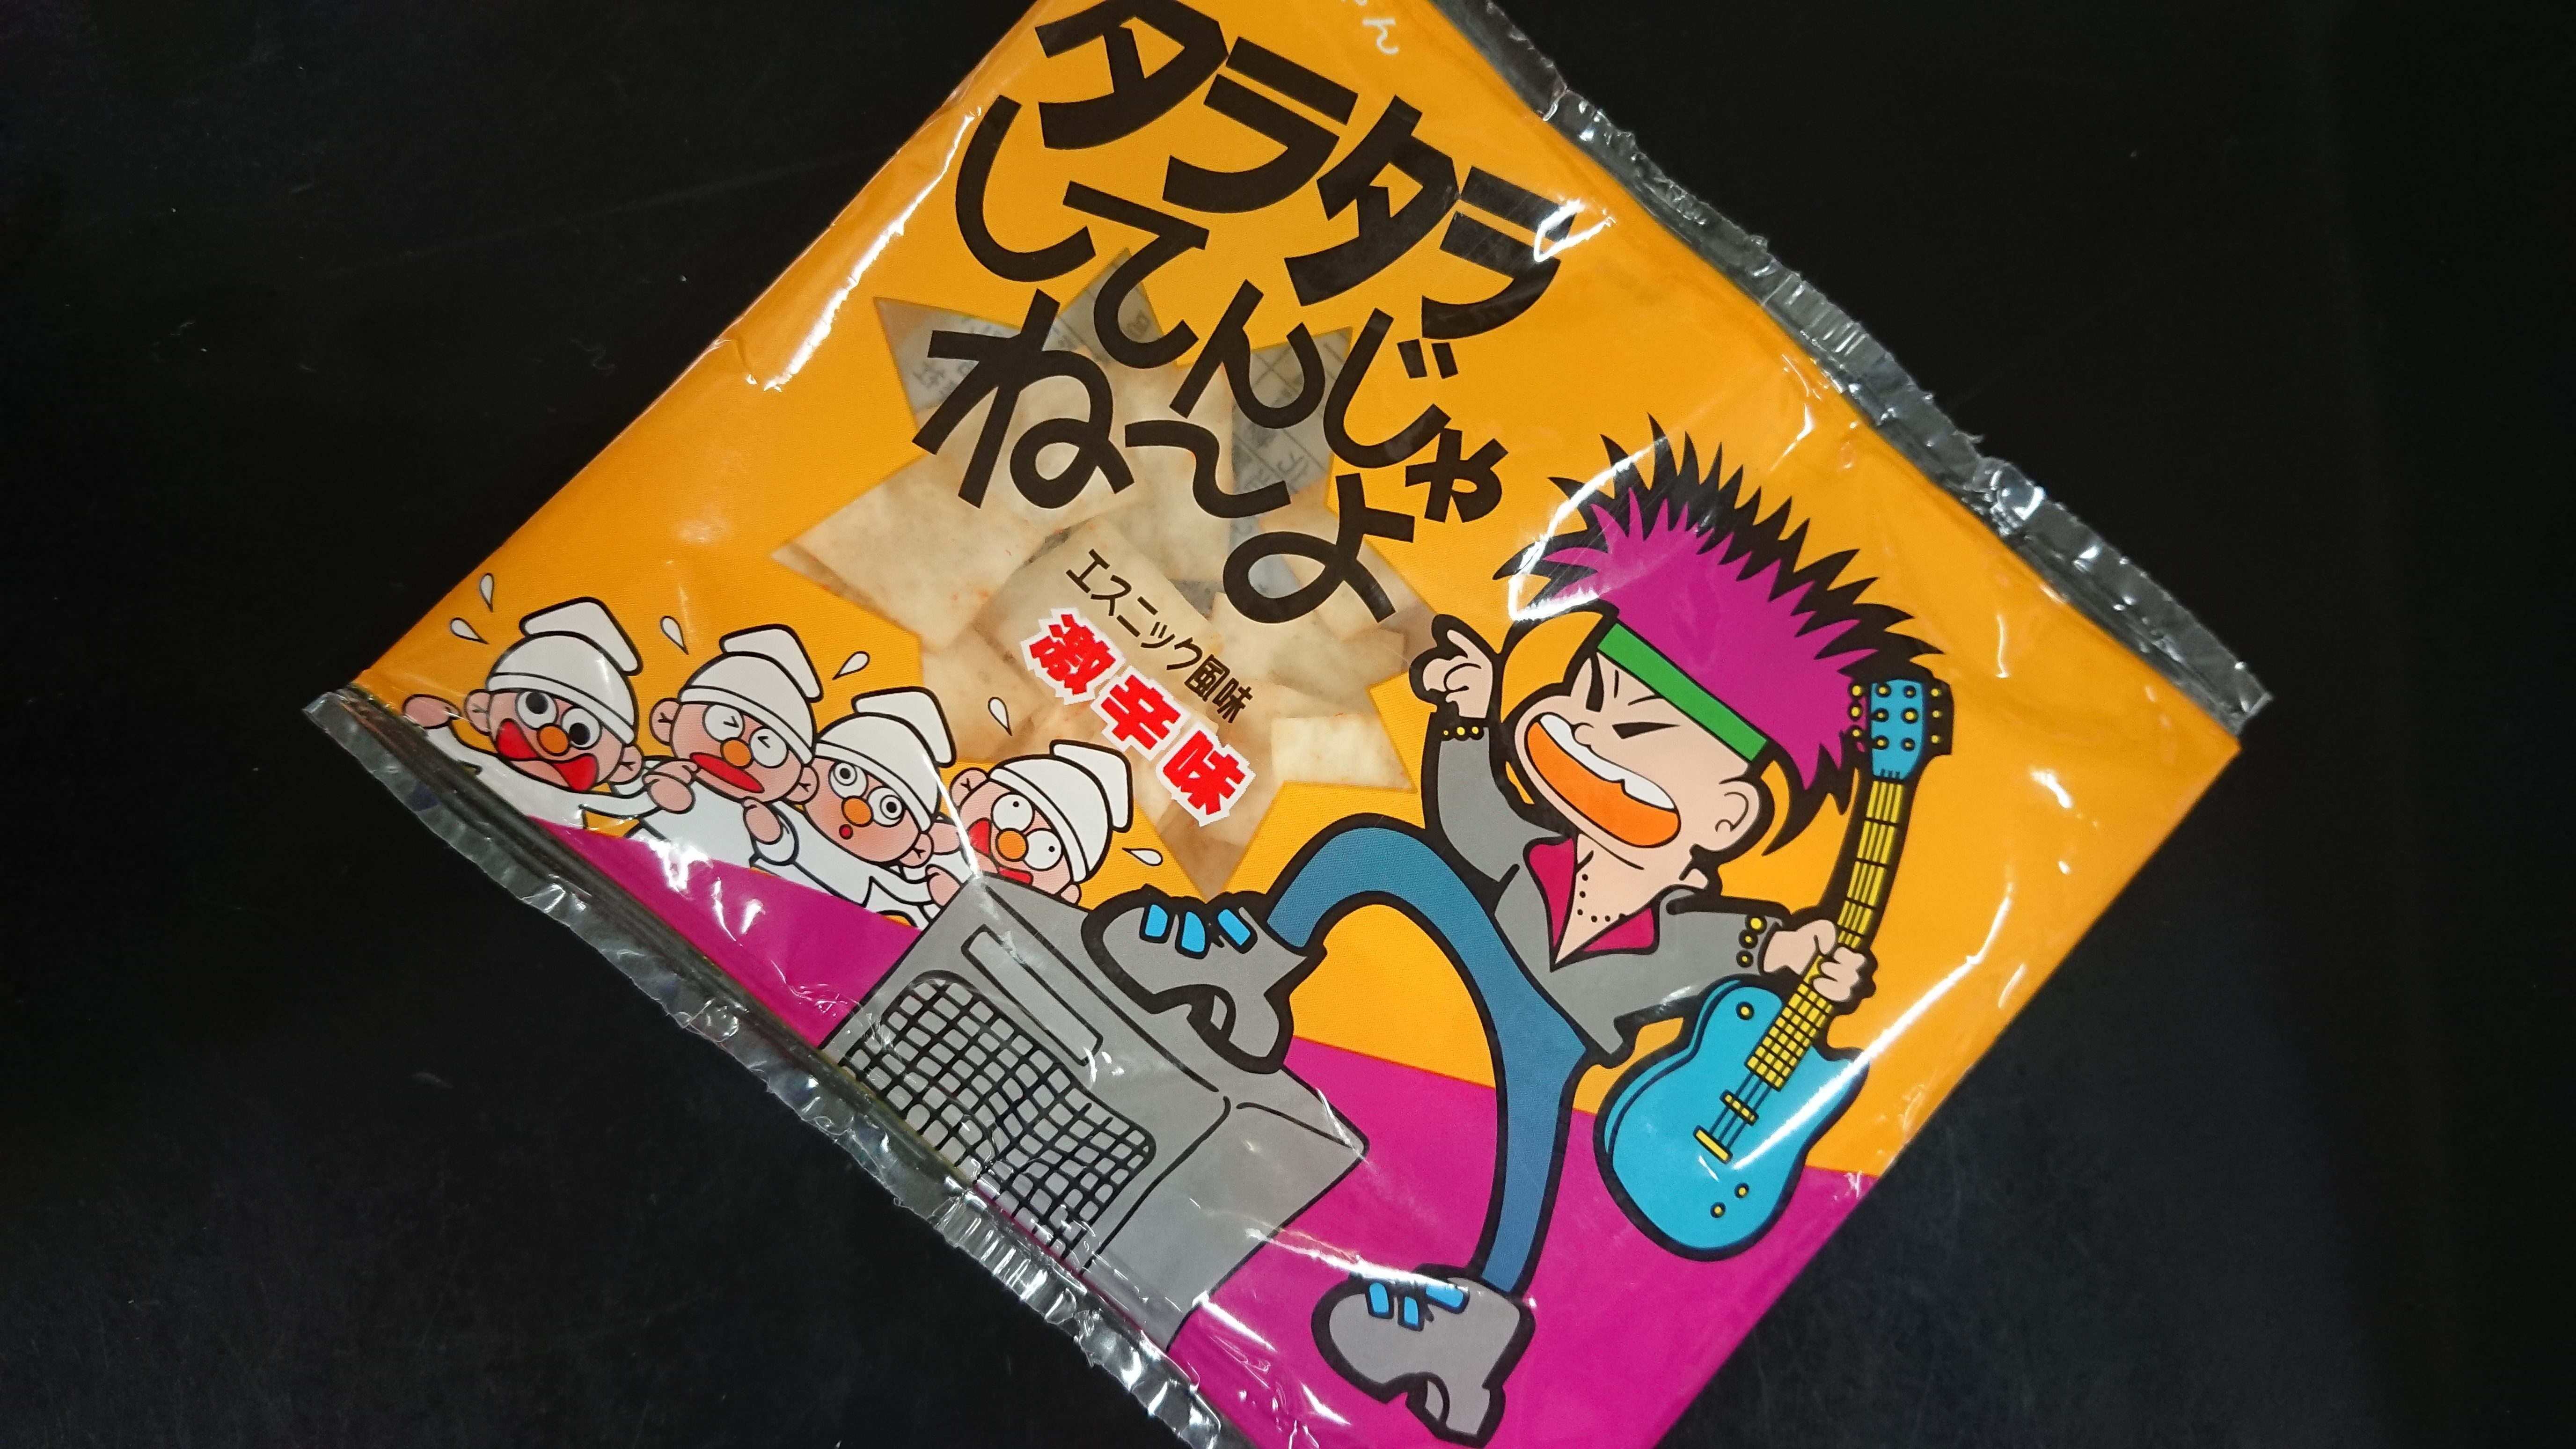 タラタラ
してんじゃ
ね〜よ
エスニック風味
激辛味